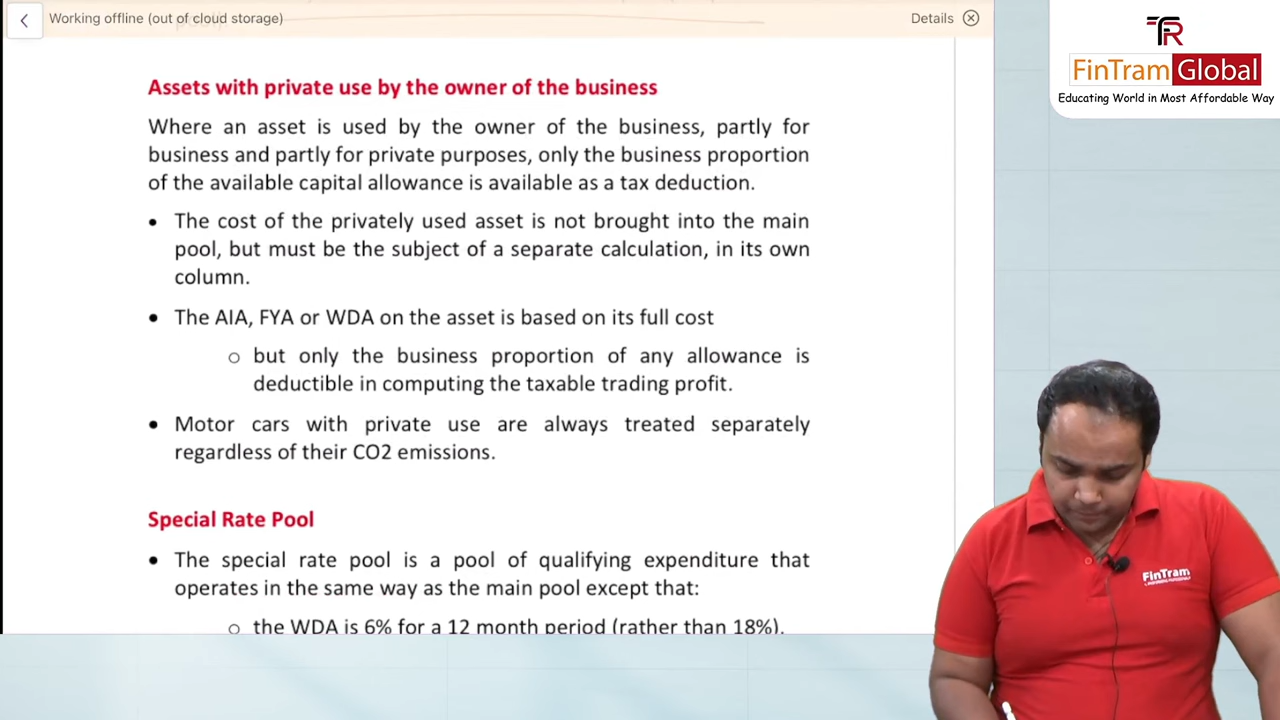 Working offline (out of cloud storage)
Details
TR
FinTram Global
Educating World in Most Affordable Way
Assets with private use by the owner of the business
Where an asset is used by the owner of the business, partly for
business and partly for private purposes, only the business proportion
of the available capital allowance is available as a tax deduction.
• The cost of the privately used asset is not brought into the main
pool, but must be the subject of a separate calculation, in its own
column.
• The AIA, FYA or WDA on the asset is based on its full cost
o but only the business proportion of any allowance is
deductible in computing the taxable trading profit.
• Motor cars with private use are always treated separately
regardless of their CO2 emissions.
Special Rate Pool
• The special rate pool is a pool of qualifying expenditure that
operates in the same way as the main pool except that:
o the WDA is 6% for a 12 month period (rather than 18%).
FinTram